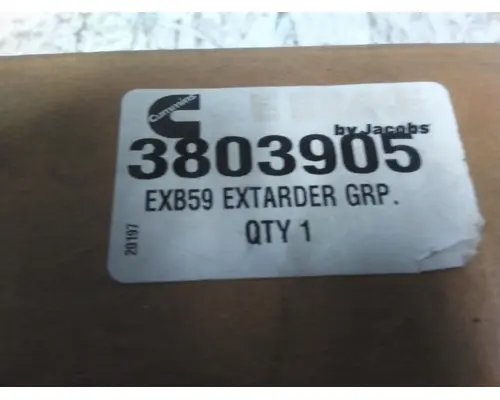 Cummins
by Jacobs
3803905
EXB59 EXTARDER GRP.
QTY 1
20197